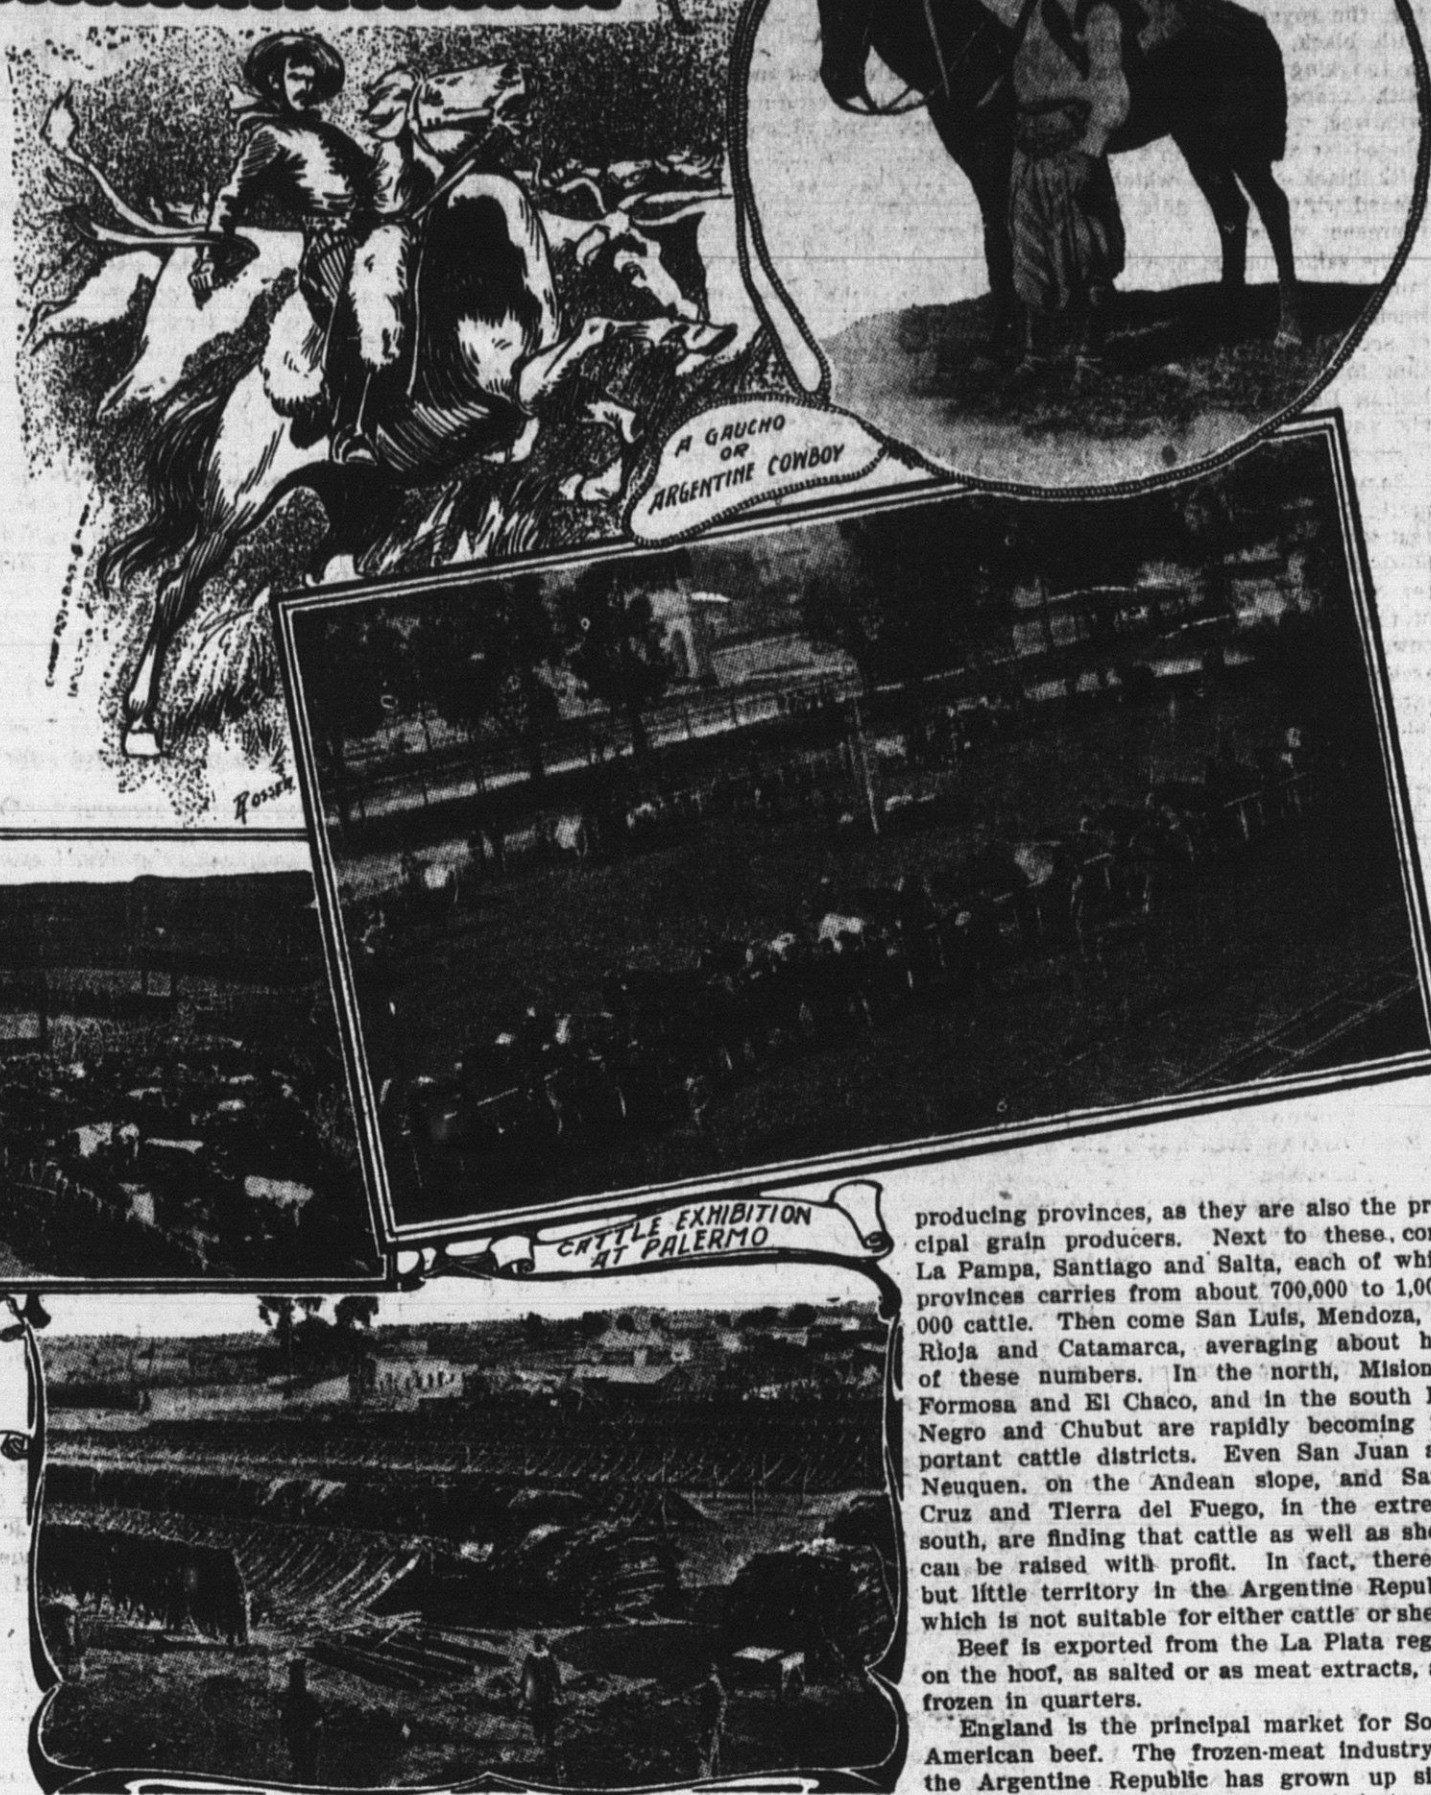 A GAUCHO
OR
ARGENTINE COWBOY
ROSSER
CATTLE EXHIBITION
AT PALERMO
producing provinces, as they are also the pr
cipal grain producers. Next to these, co
La Pampa, Santiago and Salta, each of whi
provinces carries from about 700,000 to 1,00
000 cattle. Then come San Luis, Mendoza,
Rioja and Catamarca, averaging about h
of these numbers. In the north, Mision
Formosa and El Chaco, and in the south
Negro and Chubut are rapidly becoming
portant cattle districts. Even San Juan a
Neuquen, on the Andean slope, and Sa
Cruz and Tierra del Fuego, in the extre
south, are finding that cattle as well as she
can be raised with profit. In fact, there
but little territory in the Argentine Repul
which is not suitable for either cattle or she
Beef is exported from the La Plata reg
on the hoof, as salted or as meat extracts,
frozen in quarters.
England is the principal market for So
American beef. The frozen-meat industry
the Argentine Republic has grown up si